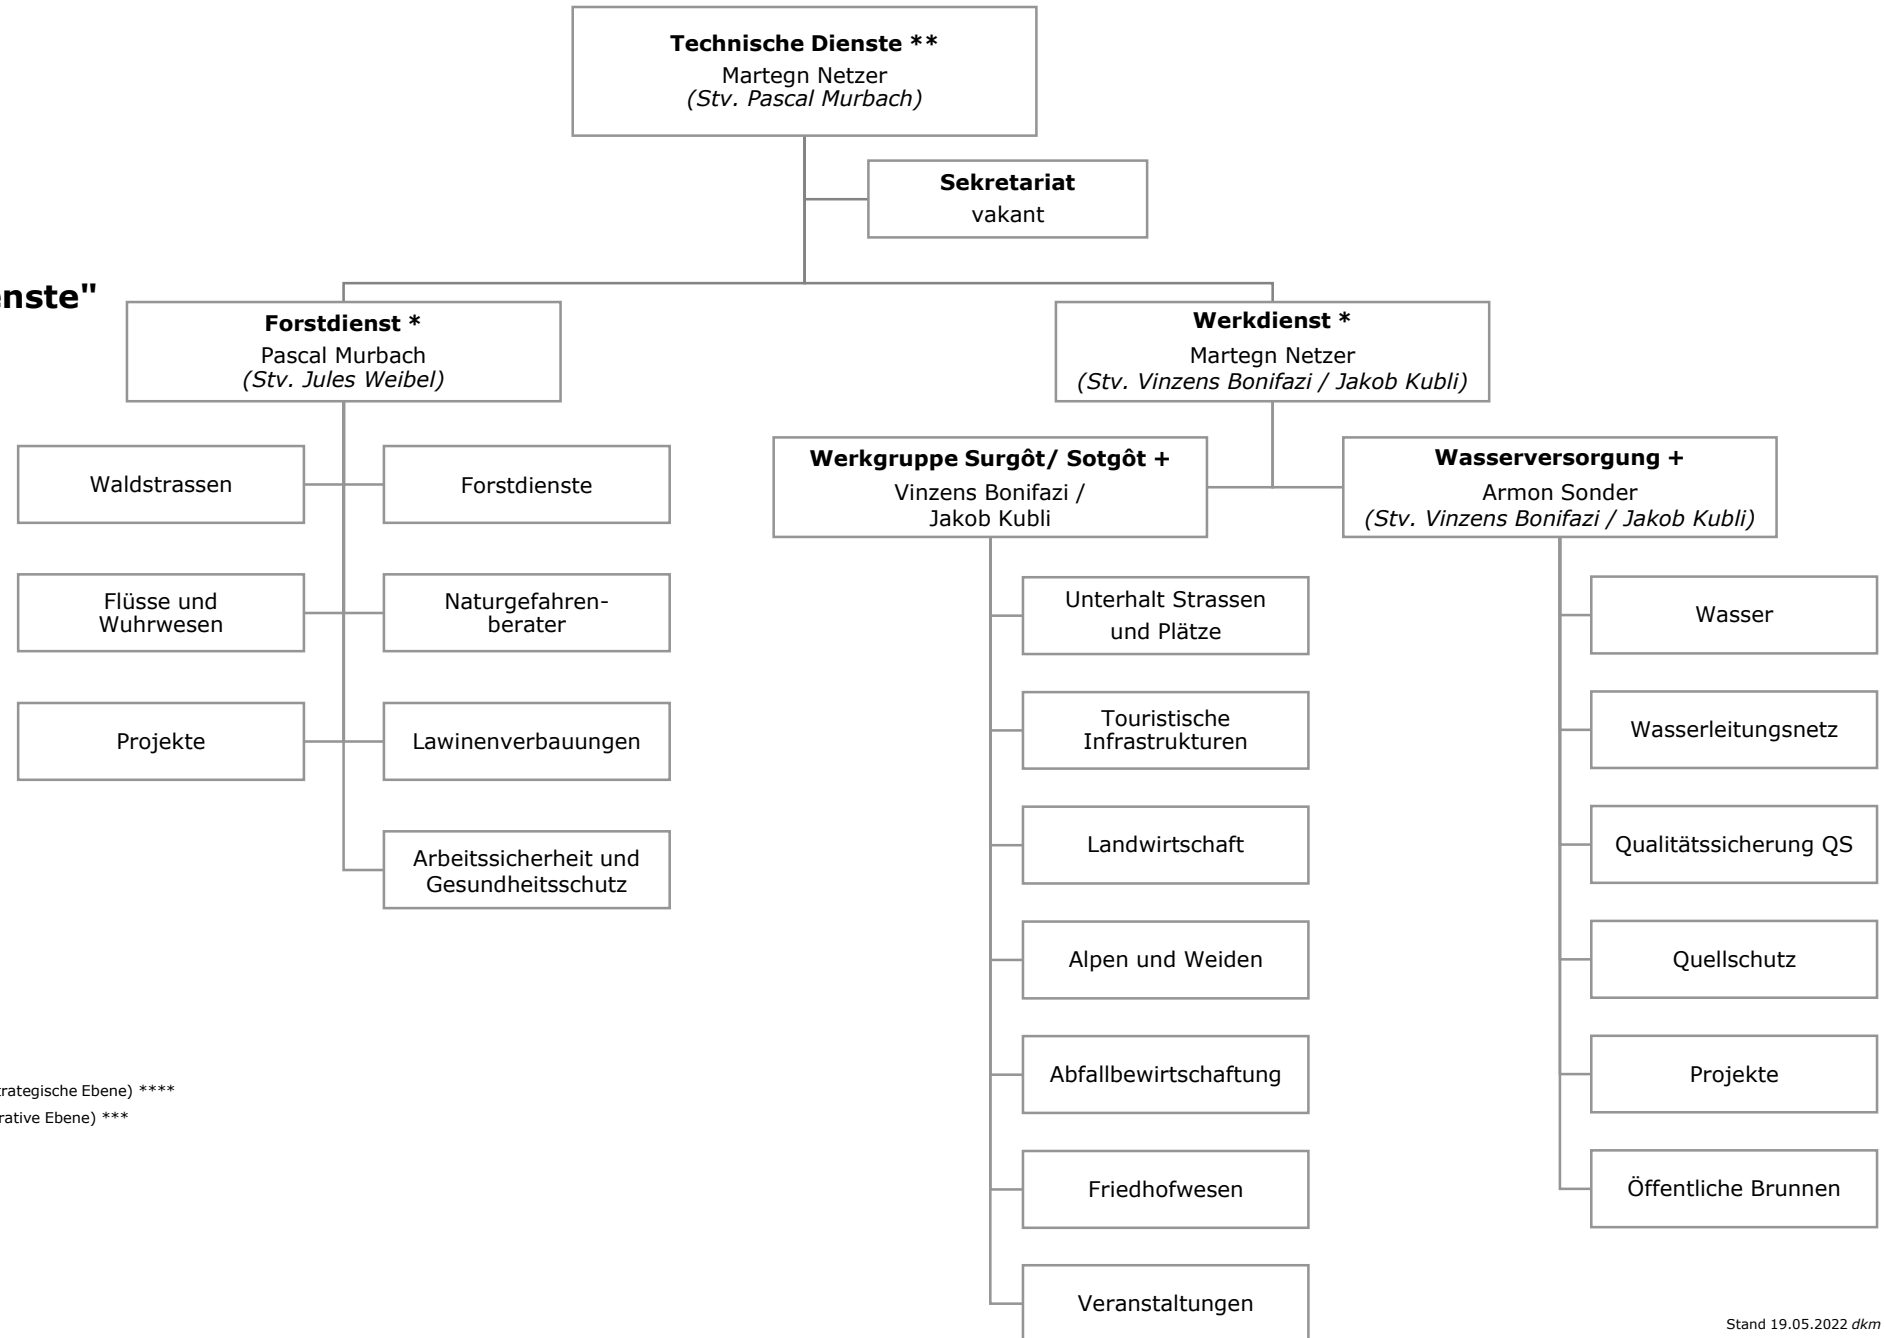 Technische Dienste **
Martegn Netzer
(Stv. Pascal Murbach)
Sekretariat
vakant
Forstdienst *
Pascal Murbach
(Stv. Jules Weibel)
Werkdienst *
Martegn Netzer
(Stv. Vinzens Bonifazi / Jakob Kubli)
Waldstrassen
Forstdienste
Flüsse und
Wuhrwesen
Naturgefahren-
berater
Projekte
Lawinenverbauungen
Arbeitssicherheit und
Gesundheitsschutz
Werkgruppe Surgôt/ Sotgôt +
Vinzens Bonifazi /
Jakob Kubli
Unterhalt Strassen
und Plätze
Touristische
Infrastrukturen
Landwirtschaft
Alpen und Weiden
Abfallbewirtschaftung
Friedhofwesen
Veranstaltungen
Wasserversorgung +
Armon Sonder
(Stv. Vinzens Bonifazi / Jakob Kubli)
Wasser
Wasserleitungsnetz
Qualitätssicherung QS
Quellschutz
Projekte
Öffentliche Brunnen
Ebene) ****
Ebene) ***
Stand 19.05.2022 dkm